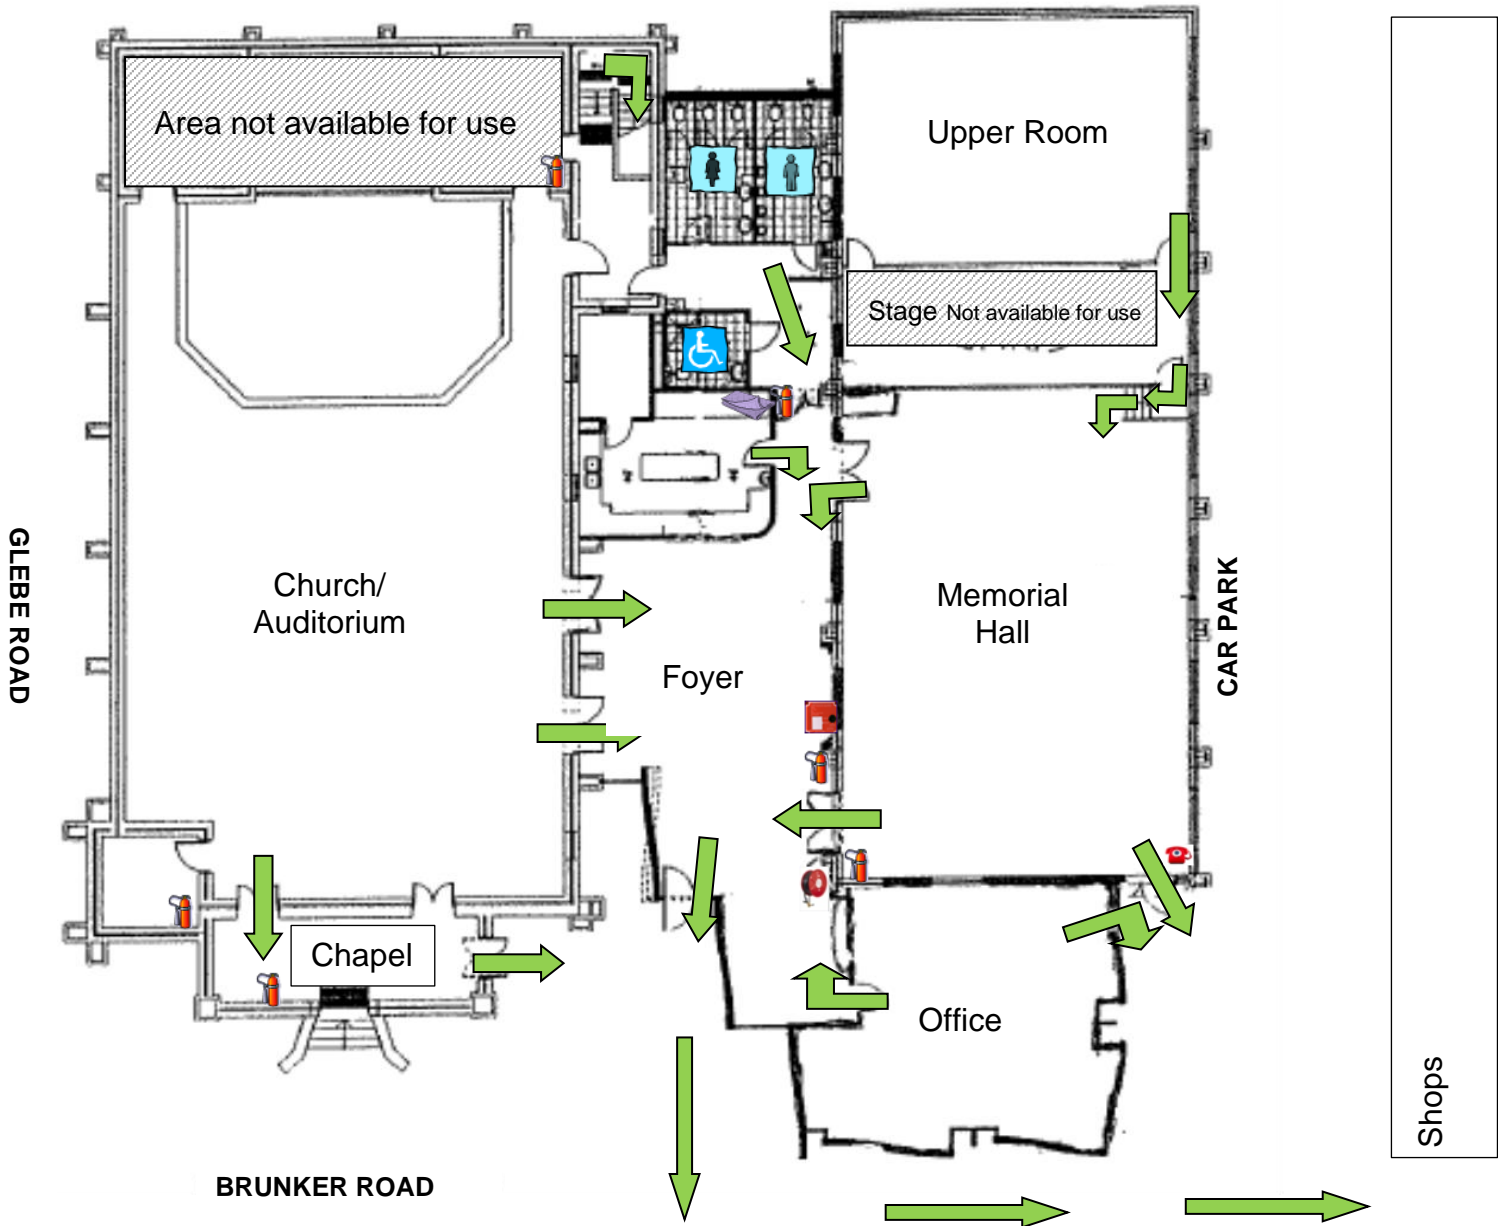 Area not available for use
Upper Room
Stage Not available for use
Church/
Auditorium
Memorial
Hall
Foyer
GLEBE ROAD
CAR PARK
Chapel
Office
Shops
BRUNKER ROAD